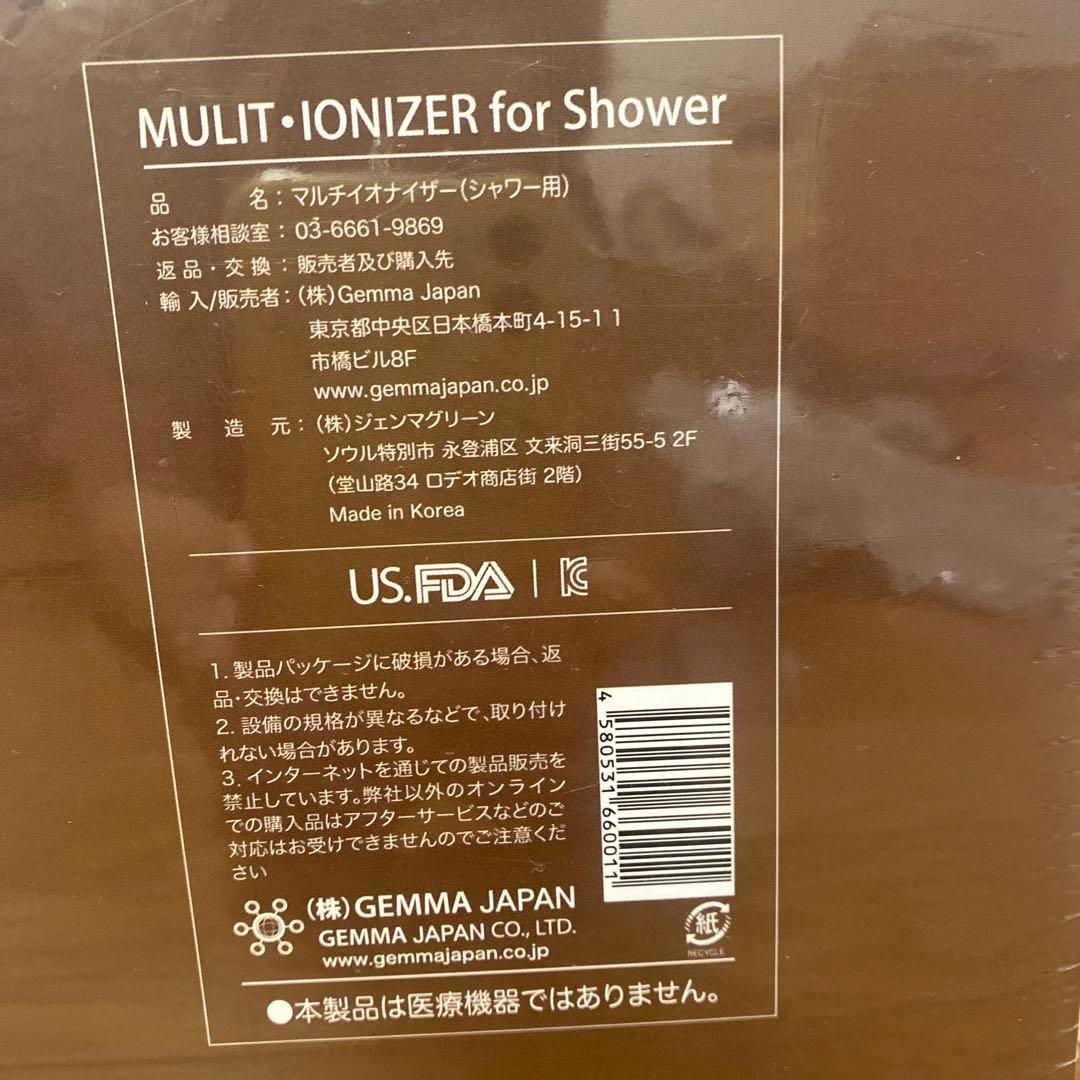 MULIT・IONIZER for Shower
品名：マルチイオナイザー(シャワー用)
お客様相談室：03-6661-9869
返品・交換：販売者及び購入先
輸入/販売者：(株)Gemma Japan
東京都中央区日本橋本町4-15-1 1
市橋ビル8F
www.gemmajapan.co.jp
製造元：(株)ジェンマグリーン
ソウル特別市 永登浦区 文来洞三街55-5 2F
(堂山路34 ロデオ商店街 2階)
Made in Korea
US.FDA | KC
1. 製品パッケージに破損がある場合、返
品・交換はできません。
2. 設備の規格が異なるなどで、取り付け
れない場合があります。
3. インターネットを通じての製品販売を
禁止しています。弊社以外のオンライン
での購入品はアフターサービスなどのご
対応はお受けできませんのでご注意くだ
さい
4 580531 660011
(株)GEMMA JAPAN
GEMMA JAPAN CO., LTD.
www.gemmajapan.co.jp
紙
RECYCLE
●本製品は医療機器ではありません。